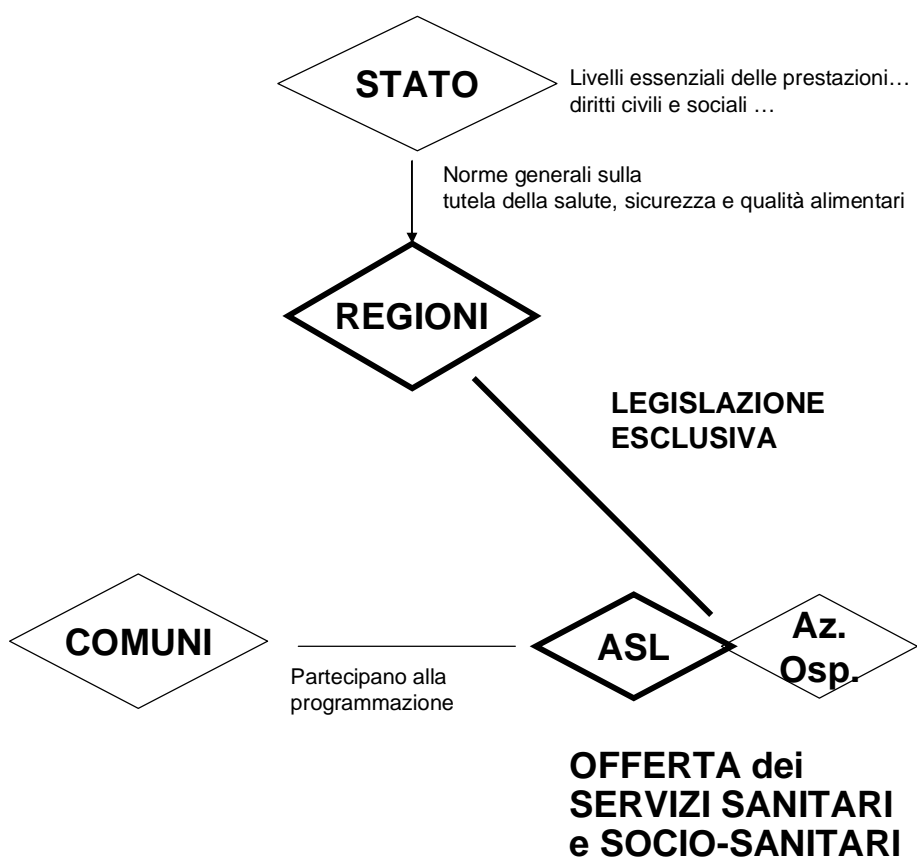 STATO
Livelli essenziali delle prestazioni…
diritti civili e sociali …
Norme generali sulla
tutela della salute, sicurezza e qualità alimentari
REGIONI
LEGISLAZIONE
ESCLUSIVA
COMUNI
Partecipano alla
programmazione
ASL
Az.
Osp.
OFFERTA dei
SERVIZI SANITARI
e SOCIO-SANITARI